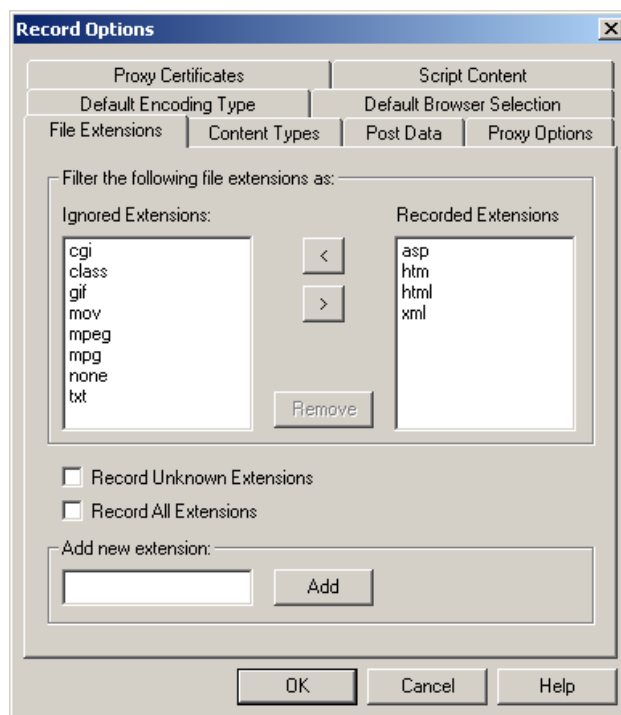 Record Options
Proxy Certificates
Script Content
Default Encoding Type
Default Browser Selection
File Extensions
Content Types
Post Data
Proxy Options
Filter the following file extensions as:
Ignored Extensions:
Recorded Extensions
cgi
class
gif
mov
mpeg
mpg
none
txt
<
>
Remove
asp
htm
html
xml
Record Unknown Extensions
Record All Extensions
Add new extension:
Add
OK
Cancel
Help